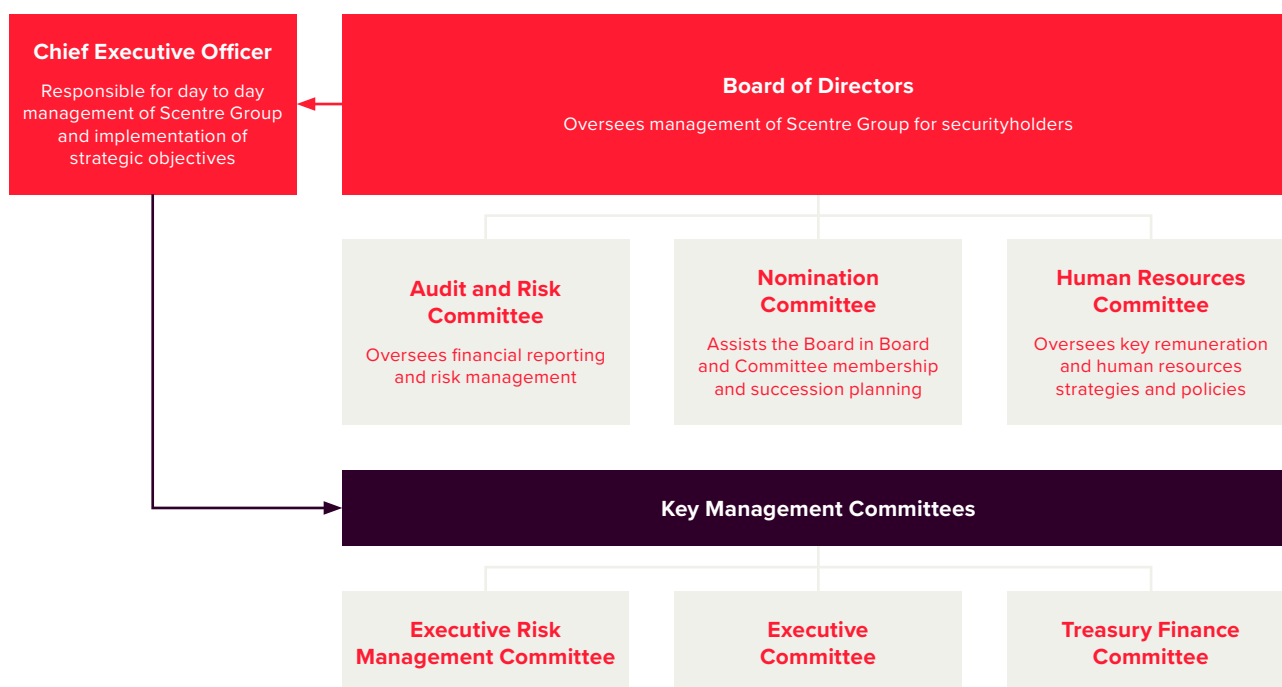 Chief Executive Officer
Responsible for day to day
management of Scentre Group
and implementation of
strategic objectives
Board of Directors
Oversees management of Scentre Group for securityholders
Audit and Risk
Committee
Oversees financial reporting
and risk management
Nomination
Committee
Assists the Board in Board
and Committee membership
and succession planning
Human Resources
Committee
Oversees key remuneration
and human resources
strategies and policies
Key Management Committees
Executive Risk
Management Committee
Executive
Committee
Treasury Finance
Committee